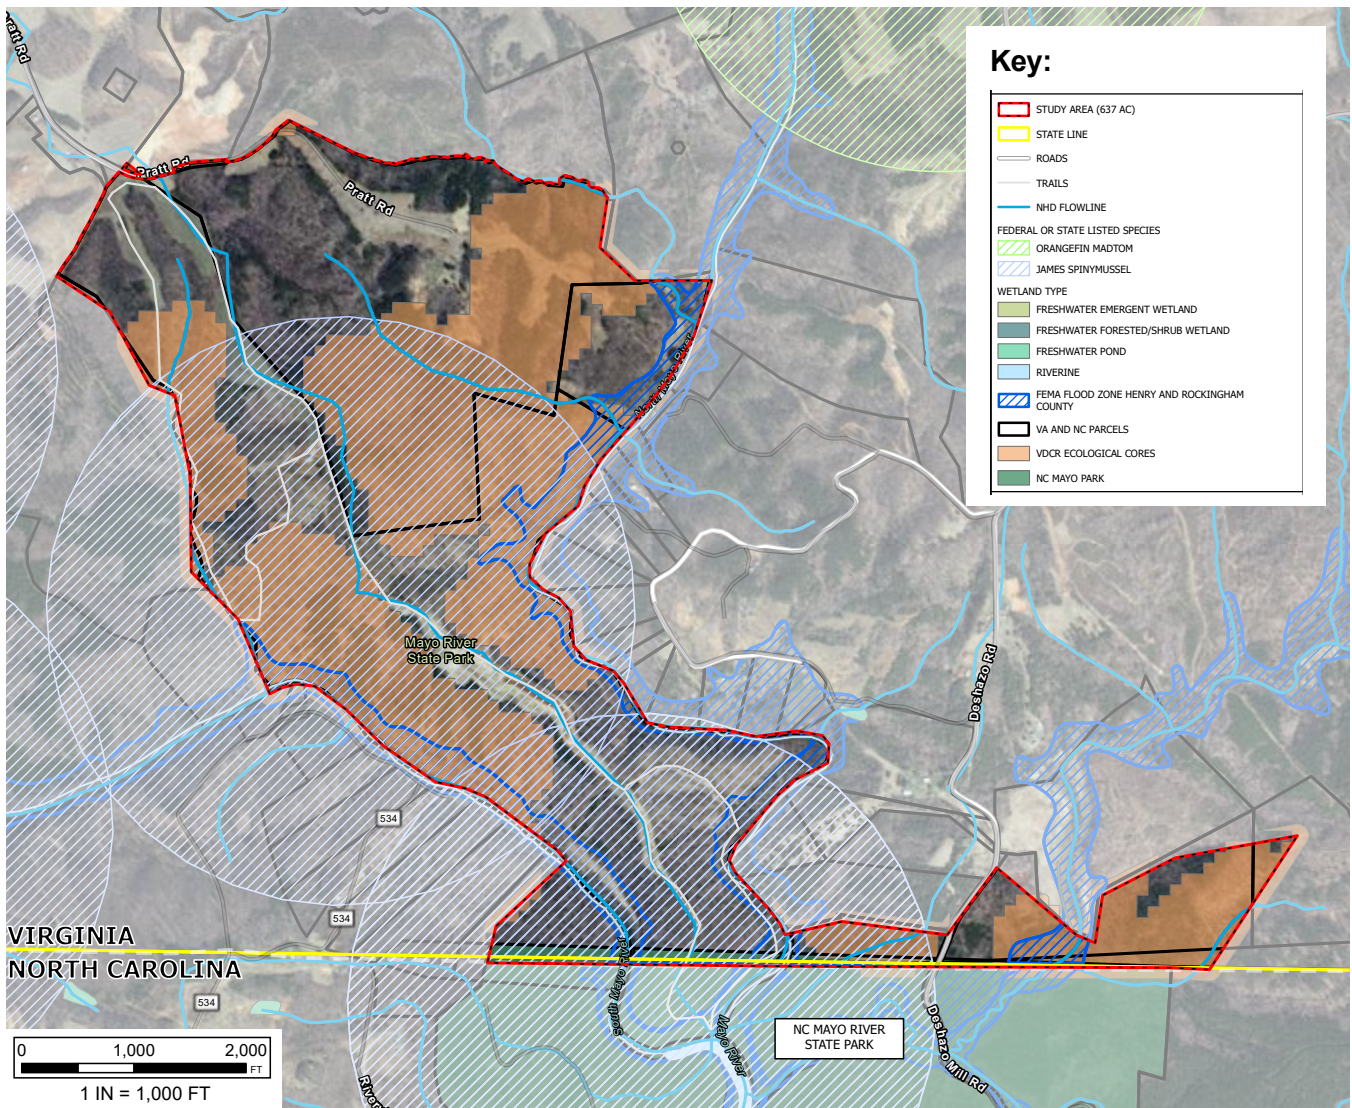 Pratt Rd
Key:
STUDY AREA (637 AC)
STATE LINE
ROADS
TRAILS
NHD FLOWLINE
FEDERAL OR STATE LISTED SPECIES
ORANGEFIN MADTOM
JAMES SPINYMUSSEL
WETLAND TYPE
FRESHWATER EMERGENT WETLAND
FRESHWATER FORESTED/SHRUB WETLAND
FRESHWATER POND
RIVERINE
FEMA FLOOD ZONE HENRY AND ROCKINGHAM
COUNTY
VA AND NC PARCELS
VDCR ECOLOGICAL CORES
NC MAYO PARK
Pratt Rd
Pratt Rd
North Mayo River
Mayo River
State Park
Deshazo Rd
534
534
VIRGINIA
NORTH CAROLINA
534
South Mayo River
Mayo River
NC MAYO RIVER
STATE PARK
Deshazo Mill Rd
0 1,000 2,000
FT
1 IN = 1,000 FT